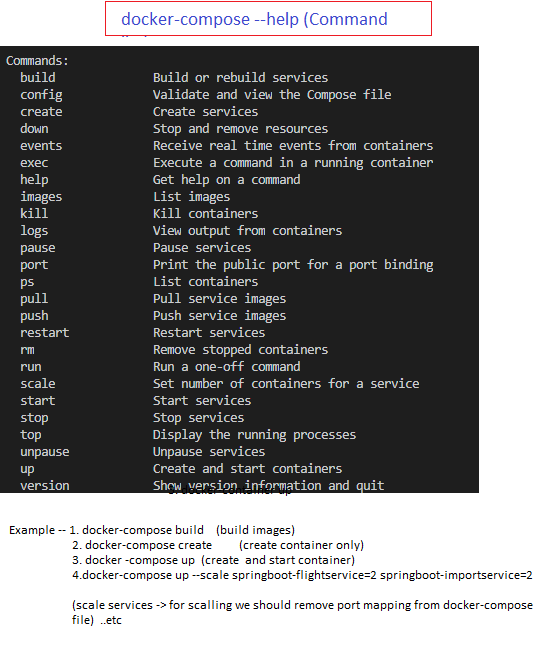 docker-compose --help (Command
Commands:
build Build or rebuild services
config Validate and view the Compose file
create Create services
down Stop and remove resources
events Receive real time events from containers
exec Execute a command in a running container
help Get help on a command
images List images
kill Kill containers
logs View output from containers
pause Pause services
port Print the public port for a port binding
ps List containers
pull Pull service images
push Push service images
restart Restart services
rm Remove stopped containers
run Run a one-off command
scale Set number of containers for a service
start Start services
stop Stop services
top Display the running processes
unpause Unpause services
up Create and start containers
version Show version information and quit
Example -- 1. docker-compose build (build images)
2. docker-compose create (create container only)
3. docker -compose up (create and start container)
4.docker-compose up --scale springboot-flightservice=2 springboot-importservice=2
(scale services -> for scalling we should remove port mapping from docker-compose
file) ..etc